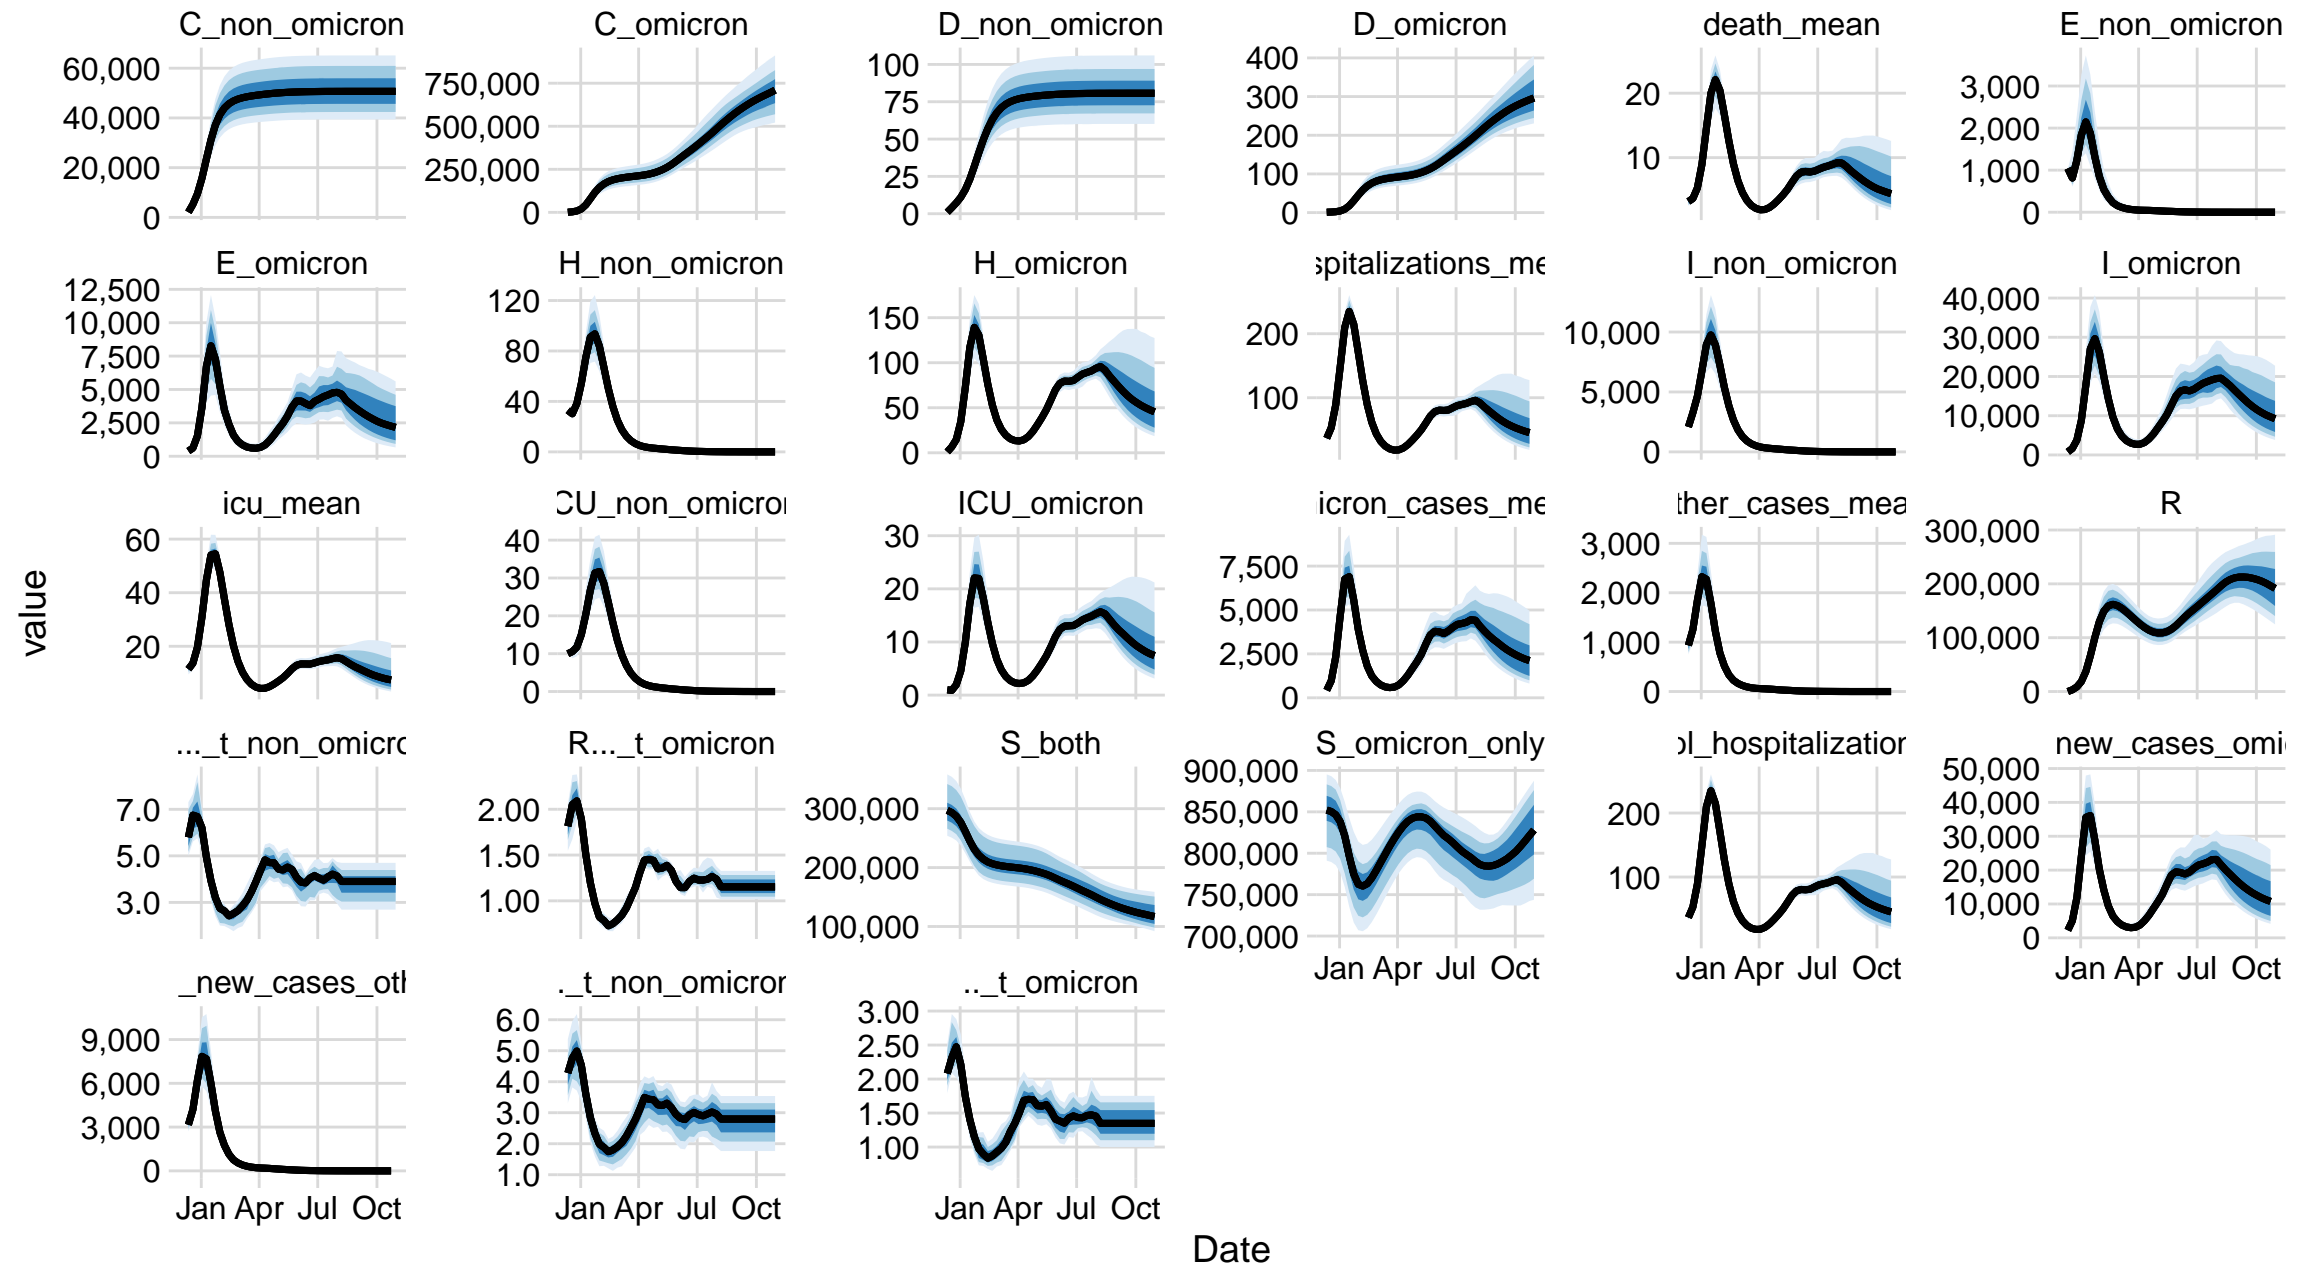 C_non_omicron C_omicron D_non_omicron D_omicron death_mean E_non_omicron
60,000 40,000 20,000 0
750,000 500,000 250,000 0
100 75 50 25 0
400 300 200 100 0
20 10
3,000 2,000 1,000 0
E_omicron H_non_omicron H_omicron spitalizations_me I_non_omicron I_omicron
12,500 10,000 7,500 5,000 2,500 0
120 80 40 0
150 100 50 0
200 100
10,000 5,000 0
40,000 30,000 20,000 10,000 0
icu_mean CU_non_omicron ICU_omicron icron_cases_me ther_cases_mea R
60 40 20
40 30 20 10 0
30 20 10 0
7,500 5,000 2,500 0
3,000 2,000 1,000 0
300,000 200,000 100,000 0
value
..._t_non_omicro R..._t_omicron S_both S_omicron_only ol_hospitalization new_cases_omi
7.0 5.0 3.0
2.00 1.50 1.00
300,000 200,000 100,000
900,000 850,000 800,000 750,000 700,000
200 100
50,000 40,000 30,000 20,000 10,000 0
Jan Apr Jul Oct Jan Apr Jul Oct Jan Apr Jul Oct
_new_cases_oth ._t_non_omicron .._t_omicron
9,000 6,000 3,000 0
6.0 5.0 4.0 3.0 2.0 1.0
3.00 2.50 2.00 1.50 1.00
Jan Apr Jul Oct Jan Apr Jul Oct Jan Apr Jul Oct
Date